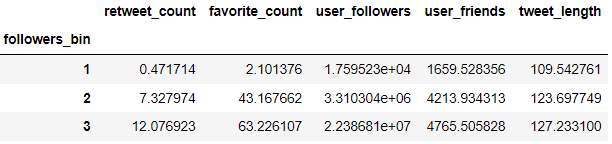 retweet_count favorite_count user_followers user_friends tweet_length
followers_bin
1 0.471714 2.101376 1.759523e+04 1659.528356 109.542761
2 7.327974 43.167662 3.310304e+06 4213.934313 123.697749
3 12.076923 63.226107 2.238681e+07 4765.505828 127.233100